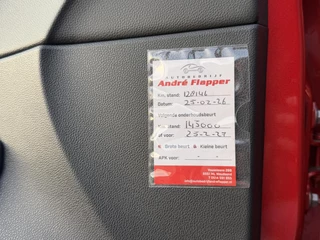 AUTOBEDRIJF
André Flapper
Km. stand: 128146
Datum: 25-02-26
Volgende onderhoudsbeurt
Km. stand: 143000
of voor: 25-2-27
Grote beurt Kleine beurt
APK voor: - -